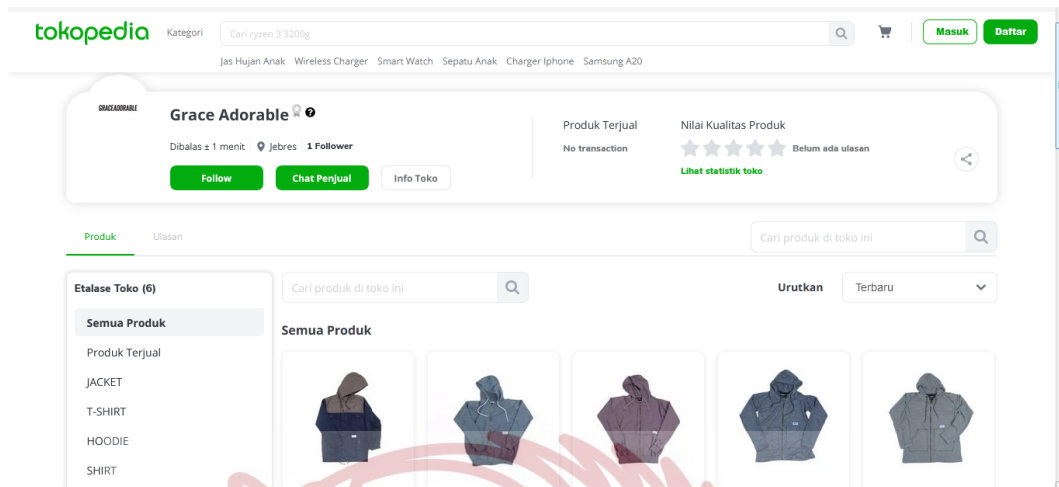 tokopedia Kategori Cari ryzen 3 3200g Masuk Daftar
Jas Hujan Anak Wireless Charger Smart Watch Sepatu Anak Charger Iphone Samsung A20
GRACEADORABLE
Grace Adorable
Dibalas ± 1 menit Jebres 1 Follower
Follow Chat Penjual Info Toko
Produk Terjual
No transaction
Nilai Kualitas Produk
Belum ada ulasan
Lihat statistik toko
Produk Ulasan Cari produk di toko ini
Etalase Toko (6)
Semua Produk
Produk Terjual
JACKET
T-SHIRT
HOODIE
SHIRT
Cari produk di toko ini Urutkan Terbaru
Semua Produk